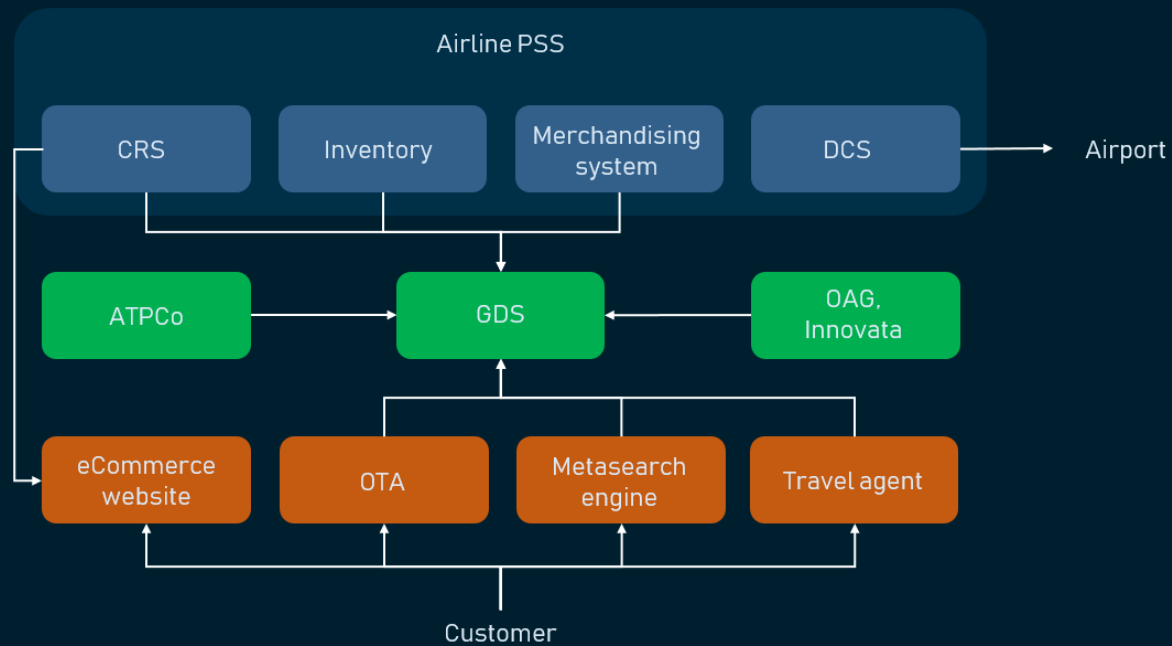 Airline PSS
CRS
Inventory
Merchandising
system
DCS
Airport
ATPCo
GDS
OAG,
Innovata
eCommerce
website
OTA
Metasearch
engine
Travel agent
Customer